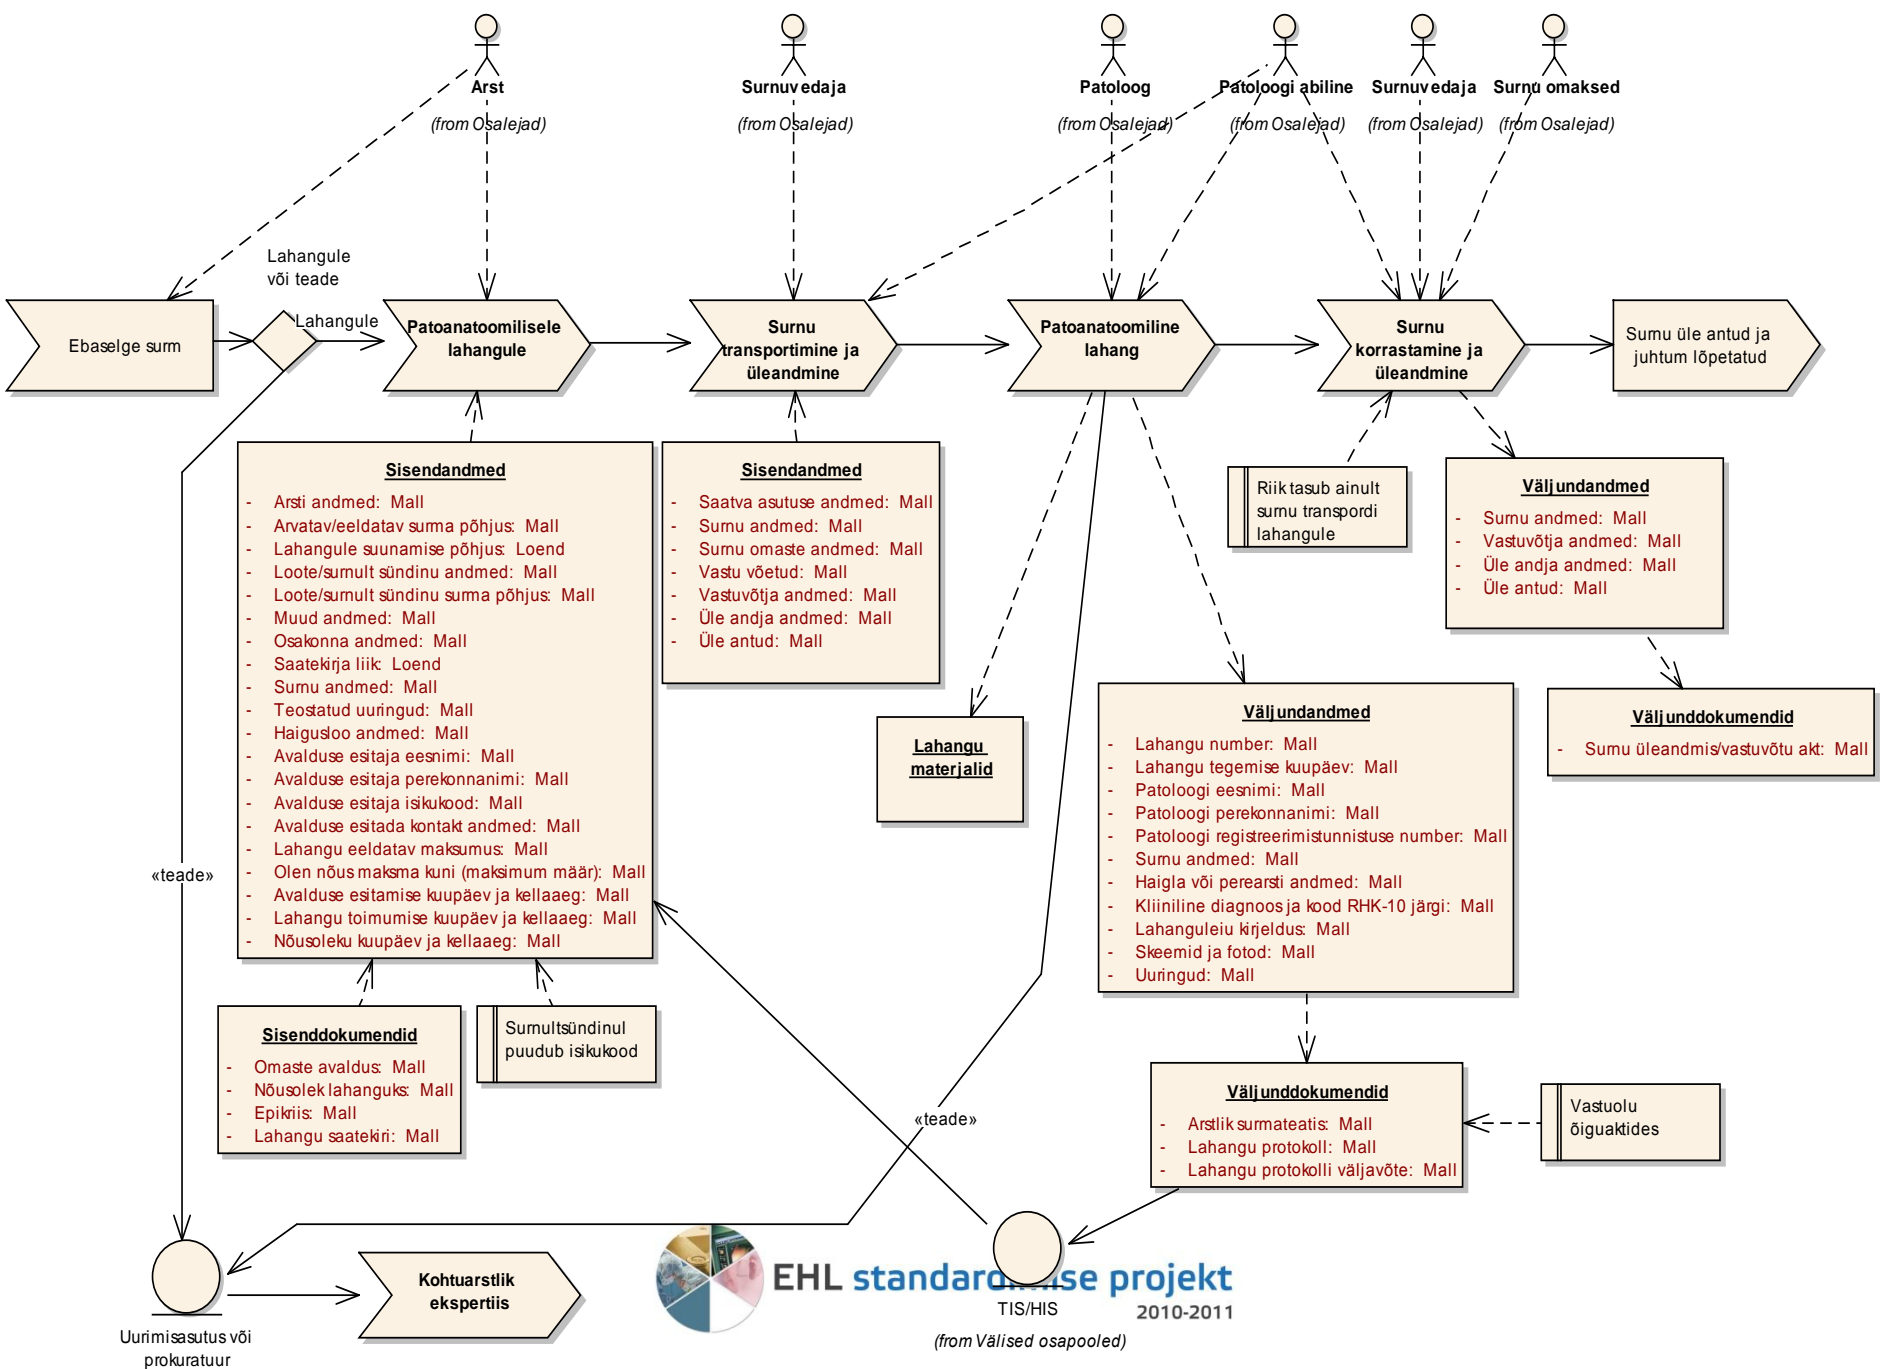 Arst
(from Osalejad)
Surnuvedaja
(from Osalejad)
Patoloog
(from Osalejad)
Patoloogi abiline
(from Osalejad)
Surnuvedaja
(from Osalejad)
Surnu omaksed
(from Osalejad)
Lahangule
või teade
Lahangule
Ebaselge surm
Patoanatoomilisele
lahangule
Surnu
transportimine ja
üleandmine
Patoanatoomiline
lahang
Surnu
korrastamine ja
üleandmine
Surnu üle antud ja
juhtum lõpetatud
Sisendandmed
- Arsti andmed: Mall
- Arvatav/eeldatav surma põhjus: Mall
- Lahangule suunamise põhjus: Loend
- Loote/surnult sündinu andmed: Mall
- Loote/surnult sündinu surma põhjus: Mall
- Muud andmed: Mall
- Osakonna andmed: Mall
- Saatekirja liik: Loend
- Surnu andmed: Mall
- Teostatud uuringud: Mall
- Haigusloo andmed: Mall
- Avalduse esitaja eesnimi: Mall
- Avalduse esitaja perekonnanimi: Mall
- Avalduse esitaja isikukood: Mall
- Avalduse esitada kontakt andmed: Mall
- Lahangu eeldatav maksumus: Mall
- Olen nõus maksma kuni (maksimum määr): Mall
- Avalduse esitamise kuupäev ja kellaaeg: Mall
- Lahangu toimumise kuupäev ja kellaaeg: Mall
- Nõusoleku kuupäev ja kellaaeg: Mall
Sisendandmed
- Saatva asutuse andmed: Mall
- Surnu andmed: Mall
- Surnu omaste andmed: Mall
- Vastu võetud: Mall
- Vastuvõtja andmed: Mall
- Üle andja andmed: Mall
- Üle antud: Mall
Riik tasub ainult
surnu transpordi
lahangule
Väljundandmed
- Surnu andmed: Mall
- Vastuvõtja andmed: Mall
- Üle andja andmed: Mall
- Üle antud: Mall
Väljunddokumendid
- Surnu üleandmis/vastuvõtu akt: Mall
Lahangu
materjalid
Väljundandmed
- Lahangu number: Mall
- Lahangu tegemise kuupäev: Mall
- Patoloogi eesnimi: Mall
- Patoloogi perekonnanimi: Mall
- Patoloogi registreerimistunnistuse number: Mall
- Surnu andmed: Mall
- Haigla või perearsti andmed: Mall
- Kliiniline diagnoos ja kood RHK-10 järgi: Mall
- Lahanguleiu kirjeldus: Mall
- Skeemid ja fotod: Mall
- Uuringud: Mall
«teade»
Sisenddokumendid
- Omaste avaldus: Mall
- Nõusolek lahanguks: Mall
- Epikriis: Mall
- Lahangu saatekiri: Mall
Surnultsündinul
puudub isikukood
«teade»
Väljunddokumendid
- Arstlik surmateatis: Mall
- Lahangu protokoll: Mall
- Lahangu protokolli väljavõte: Mall
Vastuolu
õiguaktides
Uurimisasutus või
prokuratuur
Kohtuarstlik
ekspertiis
EHL standardimise projekt
2010-2011
TIS/HIS
(from Välised osapooled)